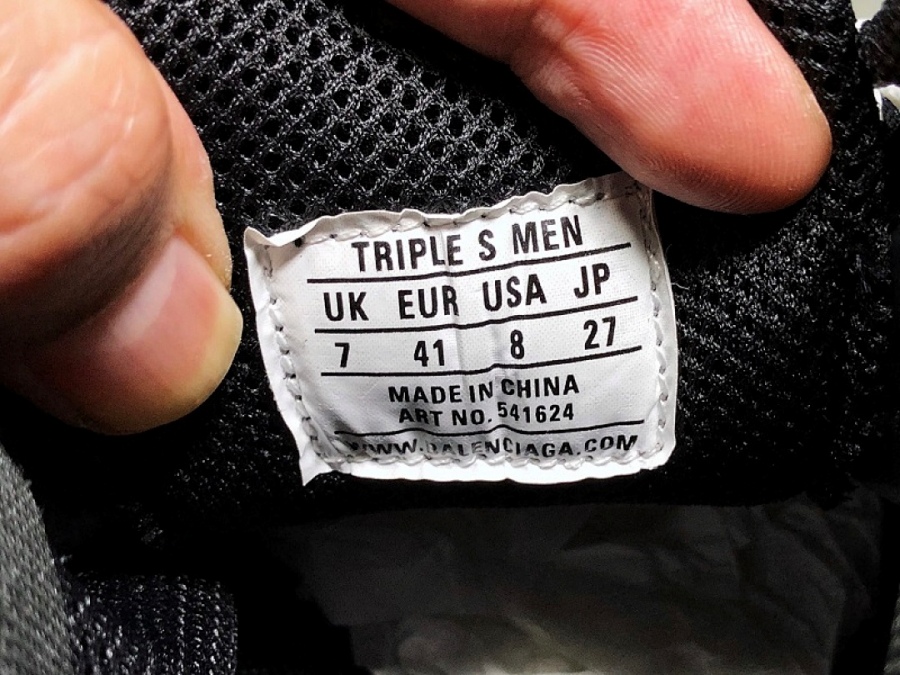 TRIPLE S MEN
UK EUR USA JP
7 41 8 27
MADE IN CHINA
ART NO. 541624
WWW.BALENCIAGA.COM